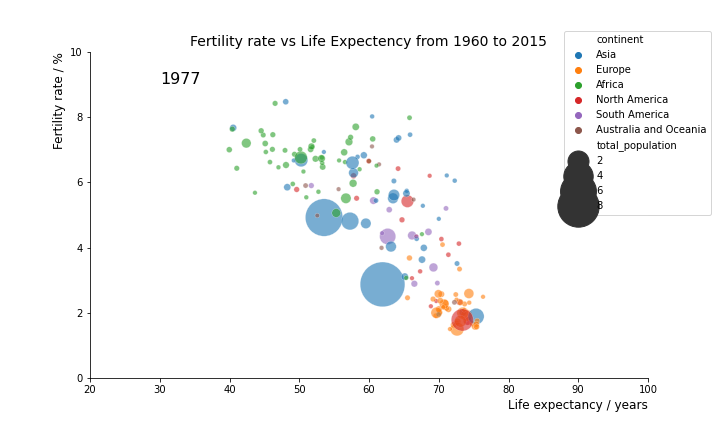 Fertility rate vs Life Expectency from 1960 to 2015
Fertility rate / %
1977
10
8
6
4
2
0
20
30
40
50
60
70
80
90
100
Life expectancy / years
continent
Asia
Europe
Africa
North America
South America
Australia and Oceania
total_population
2
4
6
8